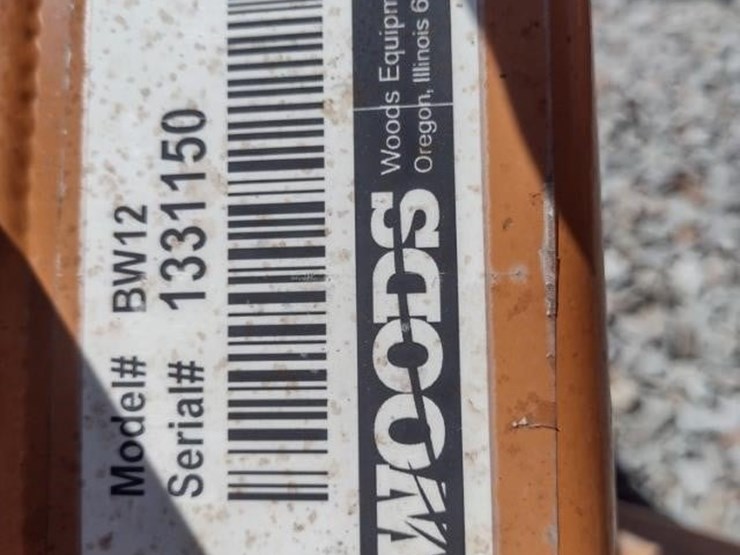 Model# BW12
Serial# 1331150
WOODS
Woods Equipm
Oregon, Illinois 6